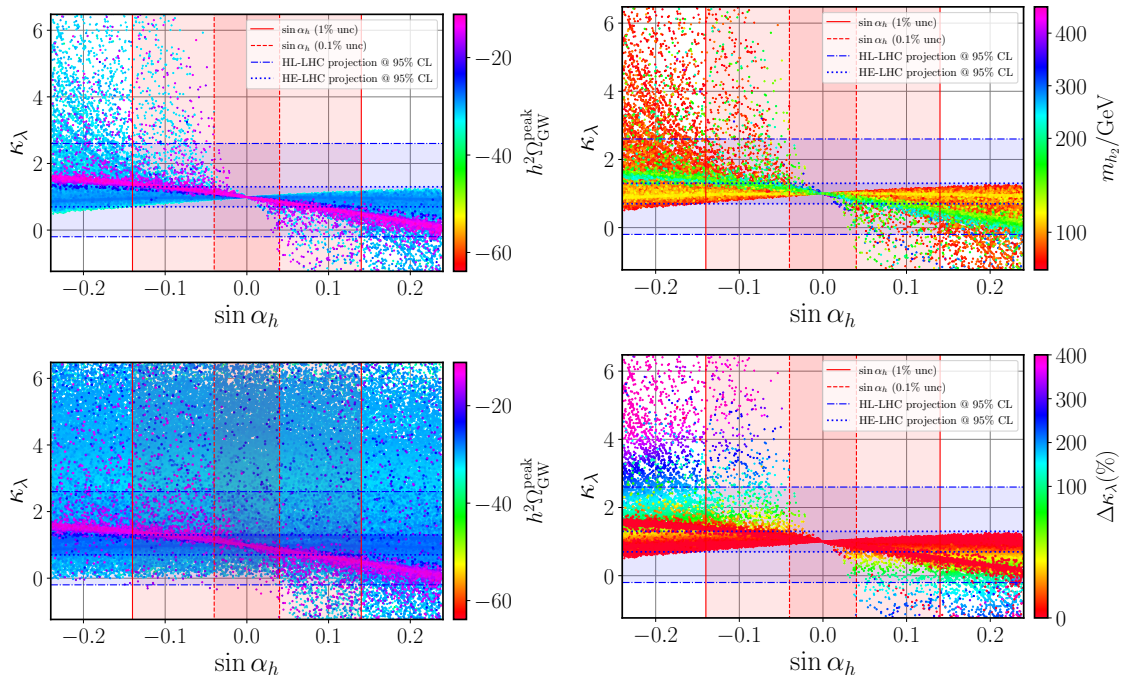 6
4
2
0
κλ
−0.2
−0.1
0.0
0.1
0.2
sin αh
sin αh (1% unc)
sin αh (0.1% unc)
HL-LHC projection @ 95% CL
HE-LHC projection @ 95% CL
−20
−40
−60
h²Ω^peak_GW
6
4
2
0
κλ
−0.2
−0.1
0.0
0.1
0.2
sin αh
sin αh (1% unc)
sin αh (0.1% unc)
HL-LHC projection @ 95% CL
HE-LHC projection @ 95% CL
400
300
200
100
m_h₂/GeV
6
4
2
0
κλ
−0.2
−0.1
0.0
0.1
0.2
sin αh
−20
−40
−60
h²Ω^peak_GW
6
4
2
0
κλ
−0.2
−0.1
0.0
0.1
0.2
sin αh
sin αh (1% unc)
sin αh (0.1% unc)
HL-LHC projection @ 95% CL
HE-LHC projection @ 95% CL
400
300
200
100
0
Δκλ(%)